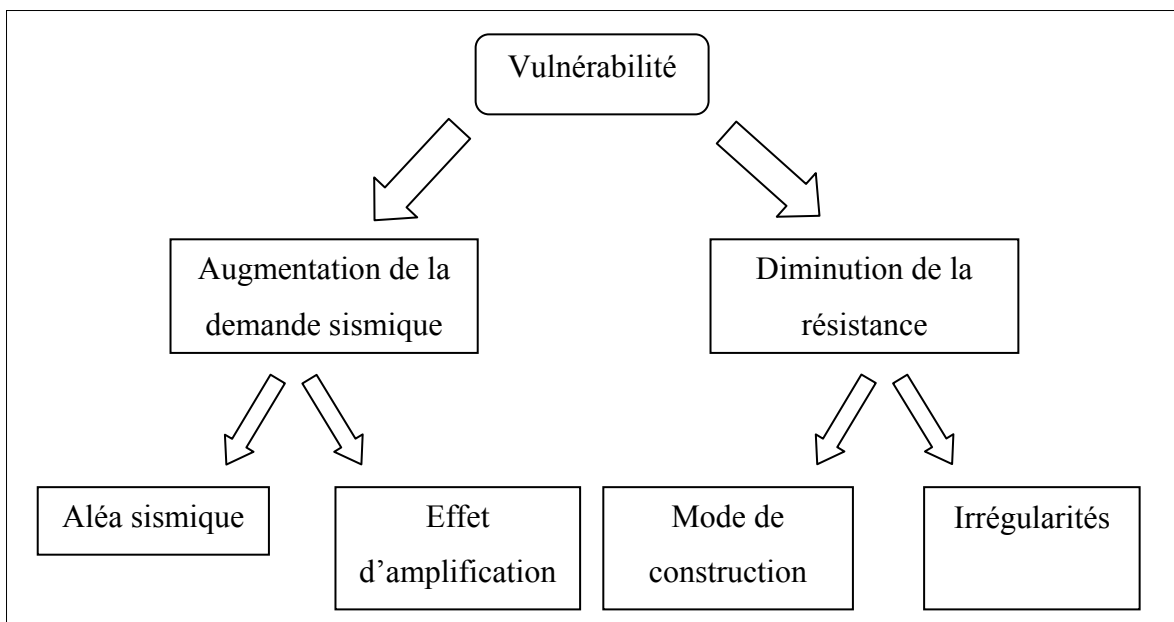 Vulnérabilité
Augmentation de la
demande sismique
Diminution de la
résistance
Aléa sismique
Effet
d’amplification
Mode de
construction
Irrégularités